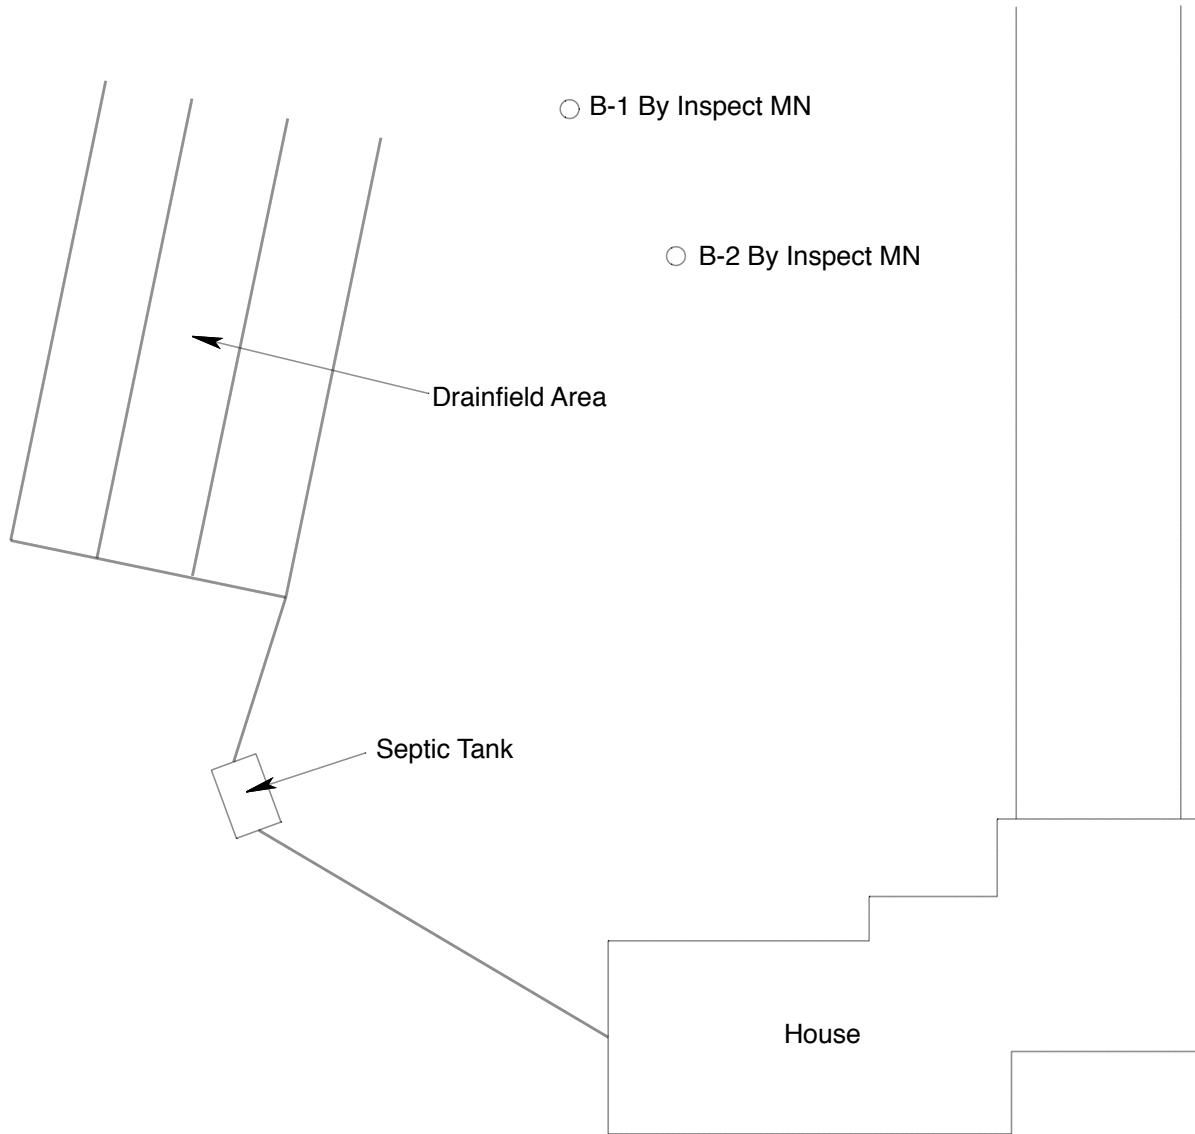 B-1 By Inspect MN
B-2 By Inspect MN
Drainfield Area
Septic Tank
House